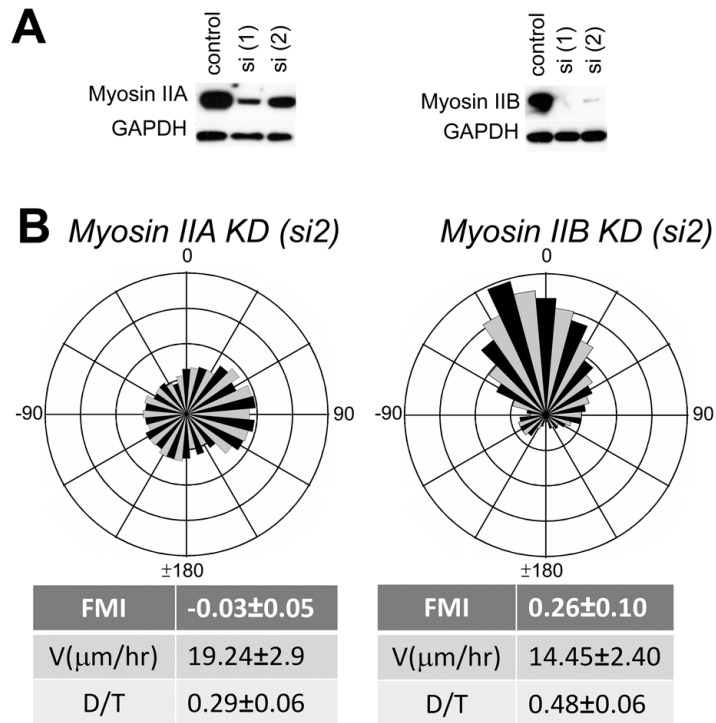 A
control
si (1)
si (2)
Myosin IIA
GAPDH
control
si (1)
si (2)
Myosin IIB
GAPDH
B
Myosin IIA KD (si2)
0
-90
90
±180
FMI -0.03±0.05
V(μm/hr) 19.24±2.9
D/T 0.29±0.06
Myosin IIB KD (si2)
0
-90
90
±180
FMI 0.26±0.10
V(μm/hr) 14.45±2.40
D/T 0.48±0.06